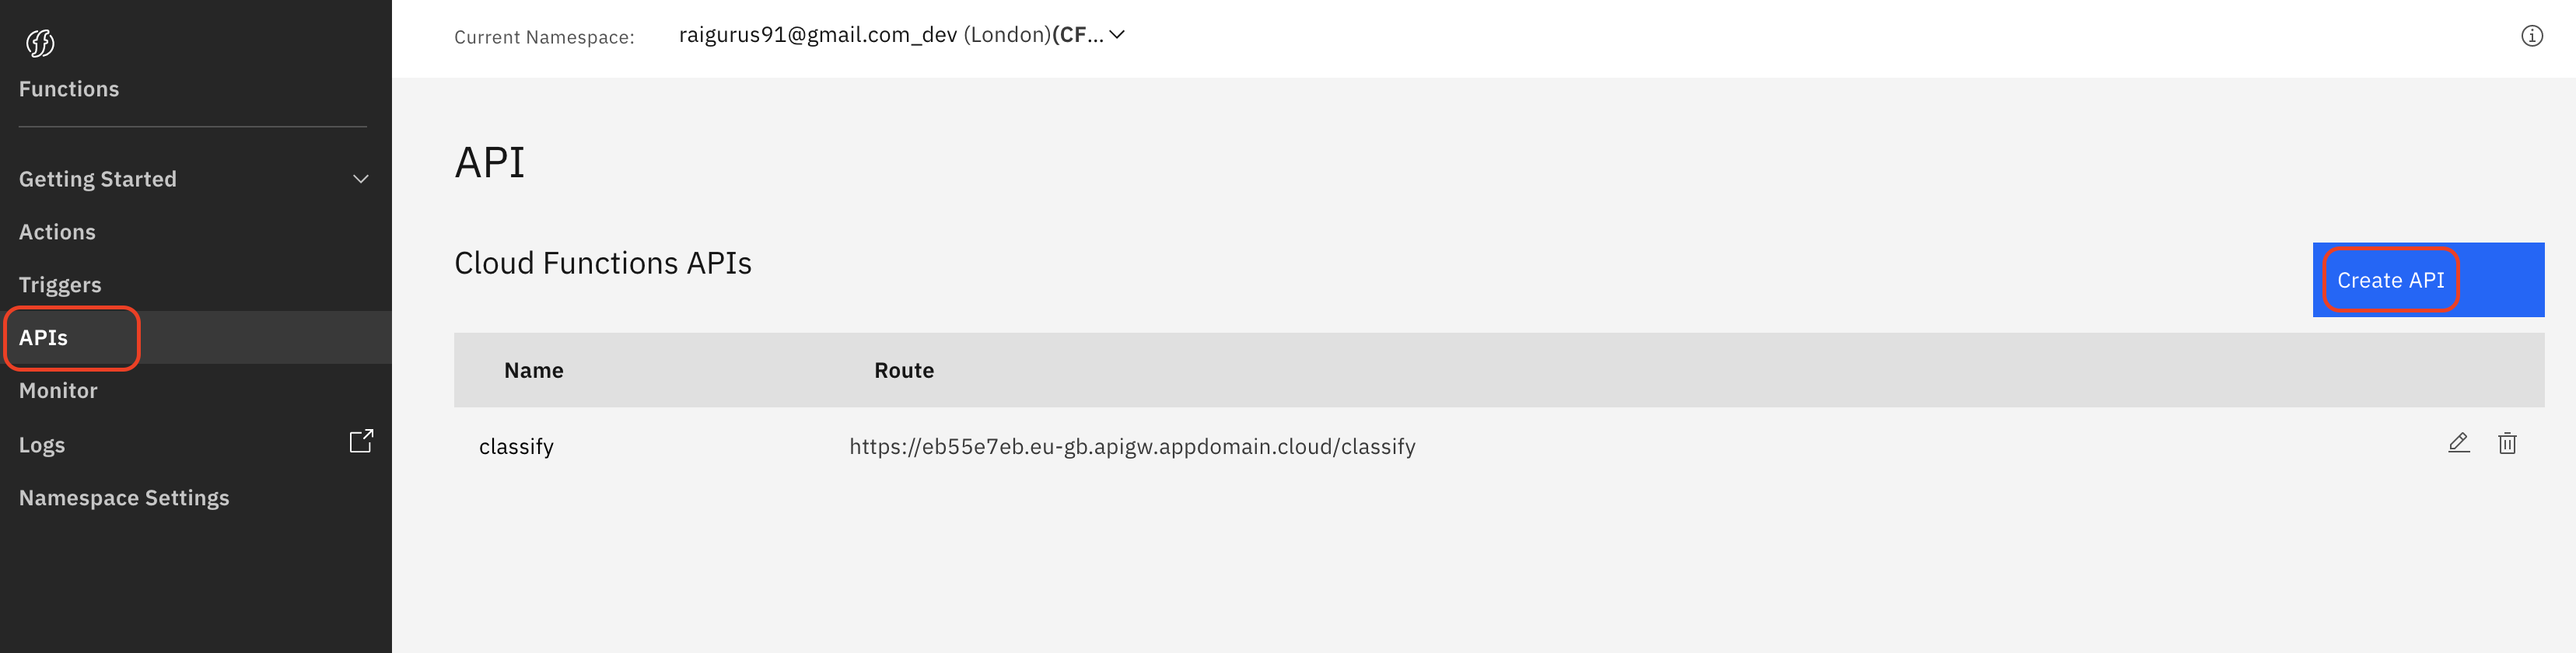 Functions
Getting Started
Actions
Triggers
APIs
Monitor
Logs
Namespace Settings
Current Namespace: raigurus91@gmail.com_dev (London)(CF...
API
Cloud Functions APIs
Create API
Name Route
classify https://eb55e7eb.eu-gb.apigw.appdomain.cloud/classify